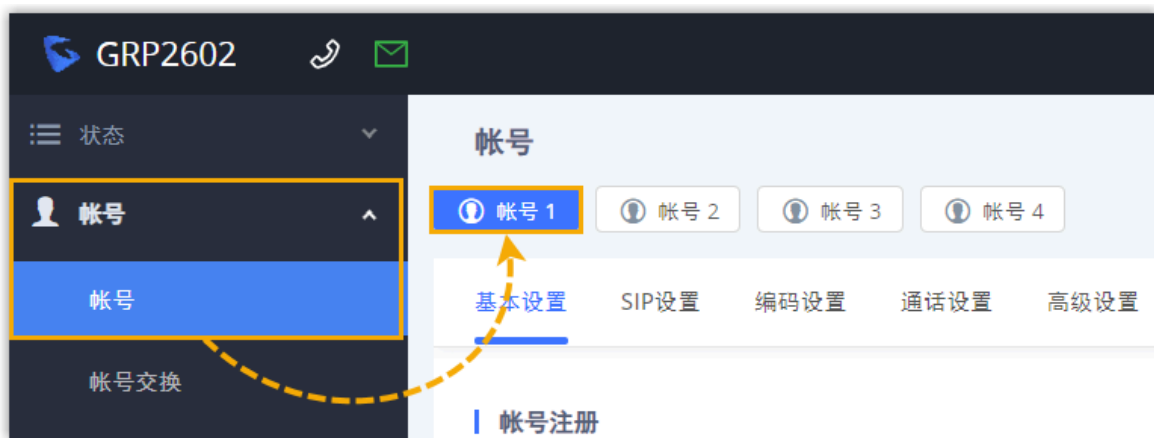 GRP2602
状态
帐号
帐号
帐号交换
帐号
帐号 1 帐号 2 帐号 3 帐号 4
基本设置 SIP设置 编码设置 通话设置 高级设置
帐号注册